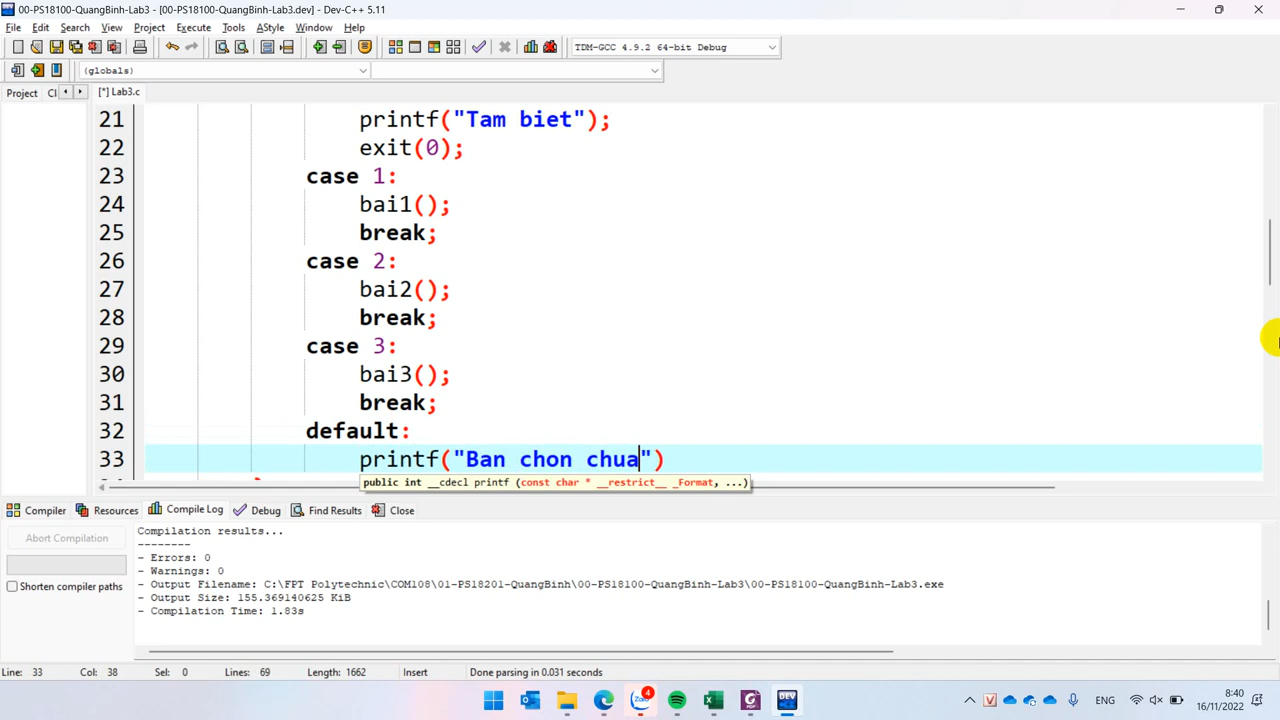 00-PS18100-QuangBinh-Lab3 - [00-PS18100-QuangBinh-Lab3.dev] - Dev-C++ 5.11
File Edit Search View Project Execute Tools AStyle Window Help
TDM-GCC 4.9.2 64-bit Debug
(globals)
Project Cl [*] Lab3.c
21 printf("Tam biet");
22 exit(0);
23 case 1:
24 bai1();
25 break;
26 case 2:
27 bai2();
28 break;
29 case 3:
30 bai3();
31 break;
32 default:
33 printf("Ban chon chua")
public int __cdecl printf (const char * __restrict__ _Format, ...)
Compiler Resources Compile Log Debug Find Results Close
Abort Compilation
Shorten compiler paths
Compilation results...
--------
- Errors: 0
- Warnings: 0
- Output Filename: C:\FPT Polytechnic\COM108\01-PS18201-QuangBinh\00-PS18100-QuangBinh-Lab3\00-PS18100-QuangBinh-Lab3.exe
- Output Size: 155.369140625 KiB
- Compilation Time: 1.83s
Line: 33 Col: 38 Sel: 0 Lines: 69 Length: 1662 Insert Done parsing in 0.031 seconds
Zalo 4 DEV
ENG
8:40
16/11/2022